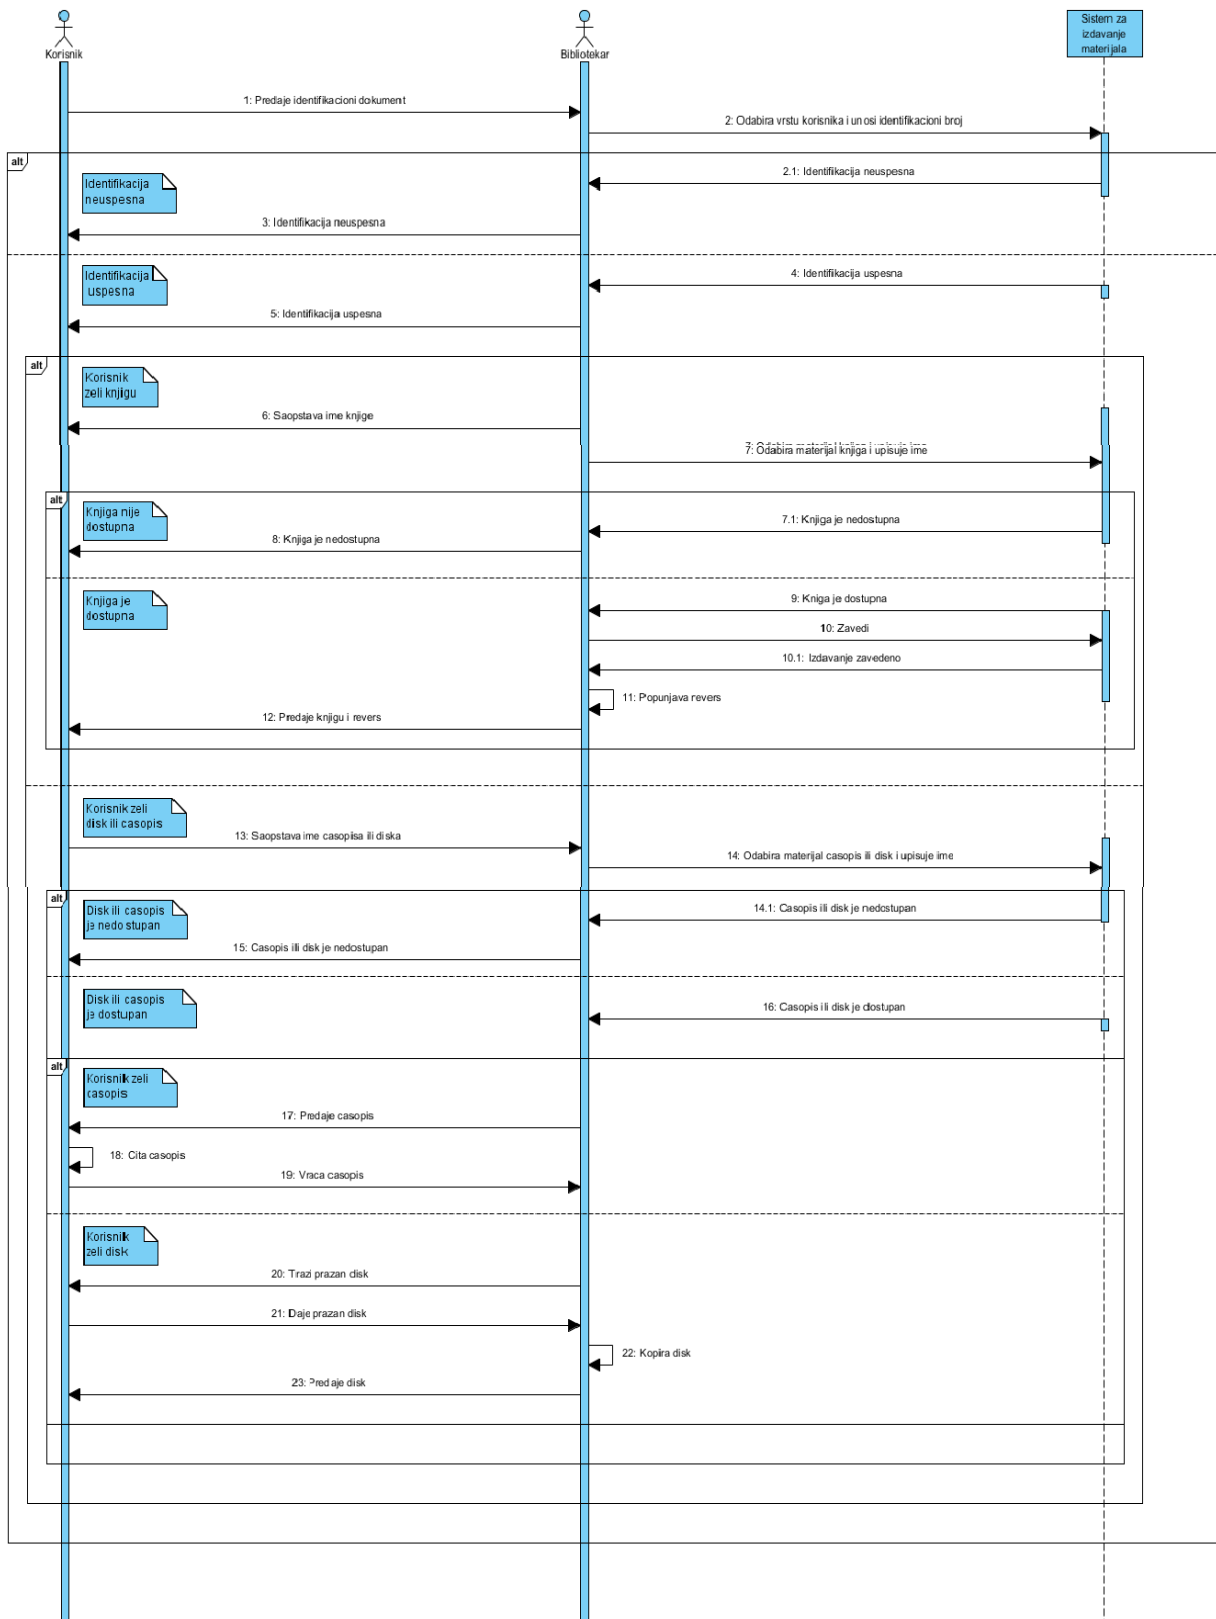 Korisnik
Bibliotekar
Sistem za
izdavanje
materijala
1: Predaje identifikacioni dokument
2: Odabira vrstu korisnika i unosi identifikacioni broj
alt
Identifikacija
neuspesna
2.1: Identifikacija neuspesna
3: Identifikacija neuspesna
Identifikacija
uspesna
4: Identifikacija uspesna
5: Identifikacija uspesna
alt
Korisnik
zeli knjigu
6: Saopstava ime knjige
7: Odabira materijal knjiga i upisuje ime
alt
Knjiga nije
dostupna
7.1: Knjiga je nedostupna
8: Knjiga je nedostupna
Knjiga je
dostupna
9: Kniga je dostupna
10: Zavedi
10.1: Izdavanje zavedeno
11: Popunjava revers
12: Predaje knjigu i revers
Korisnik zeli
disk ili casopis
13: Saopstava ime casopisa ili diska
14: Odabira materijal casopis ili disk i upisuje ime
alt
Disk ili casopis
je nedostupan
14.1: Casopis ili disk je nedostupan
15: Casopis ili disk je nedostupan
Disk ili casopis
je dostupan
16: Casopis ili disk je dostupan
alt
Korisnik zeli
casopis
17: Predaje casopis
18: Cita casopis
19: Vraca casopis
Korisnik
zeli disk
20: Trazi prazan disk
21: Daje prazan disk
22: Kopira disk
23: Predaje disk